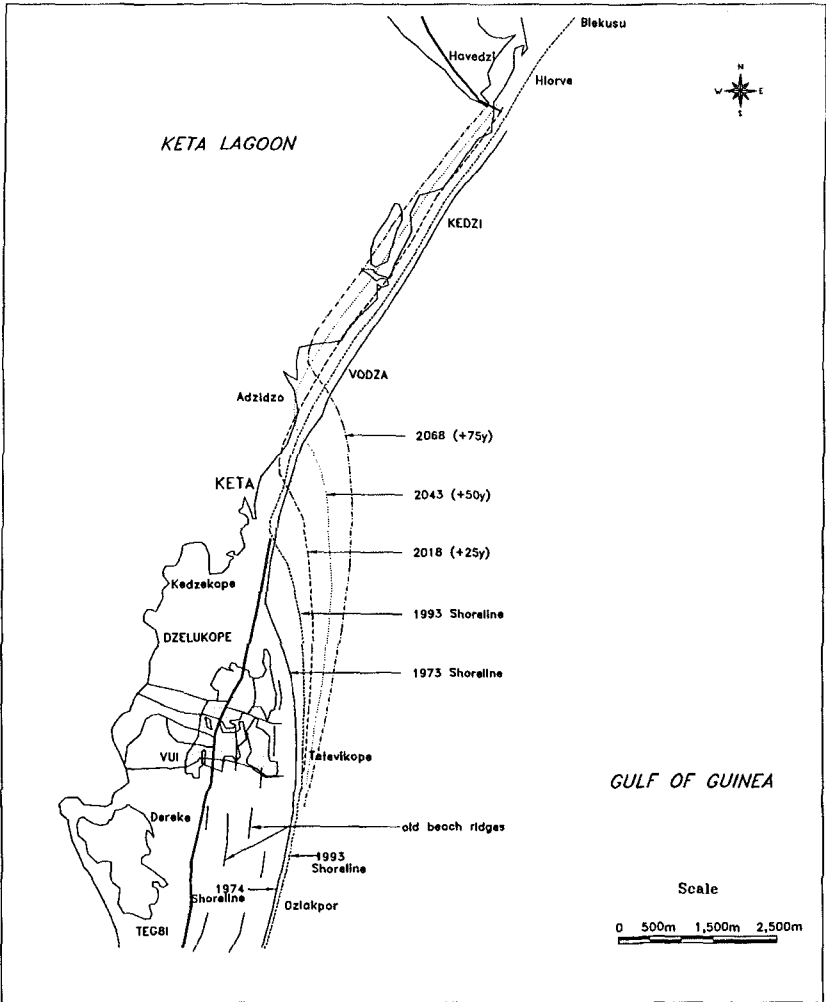 Blekusu
Havedzi
Hlorve
N
W E
S
KETA LAGOON
KEDZI
VODZA
Adzidzo
2068 (+75y)
KETA
2043 (+50y)
2018 (+25y)
Kedzekope
1993 Shoreline
DZELUKOPE
1973 Shoreline
VUI
Tatevikope
GULF OF GUINEA
Dereke
old beach ridges
1993
Shoreline
1974
Shoreline
Dzlakpor
TEGBI
Scale
0 500m 1,500m 2,500m